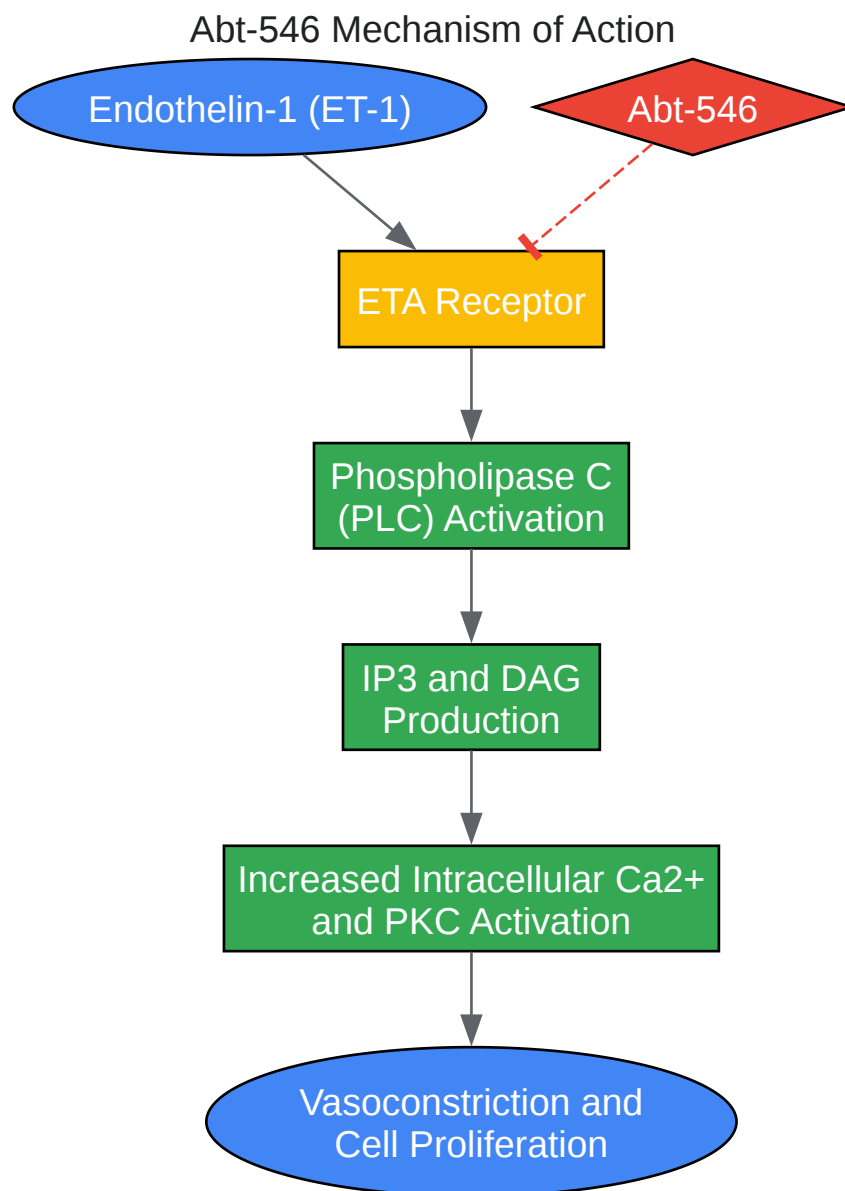 Abt-546 Mechanism of Action
Endothelin-1 (ET-1)
Abt-546
ETA Receptor
Phospholipase C
(PLC) Activation
IP3 and DAG
Production
Increased Intracellular Ca2+
and PKC Activation
Vasoconstriction and
Cell Proliferation